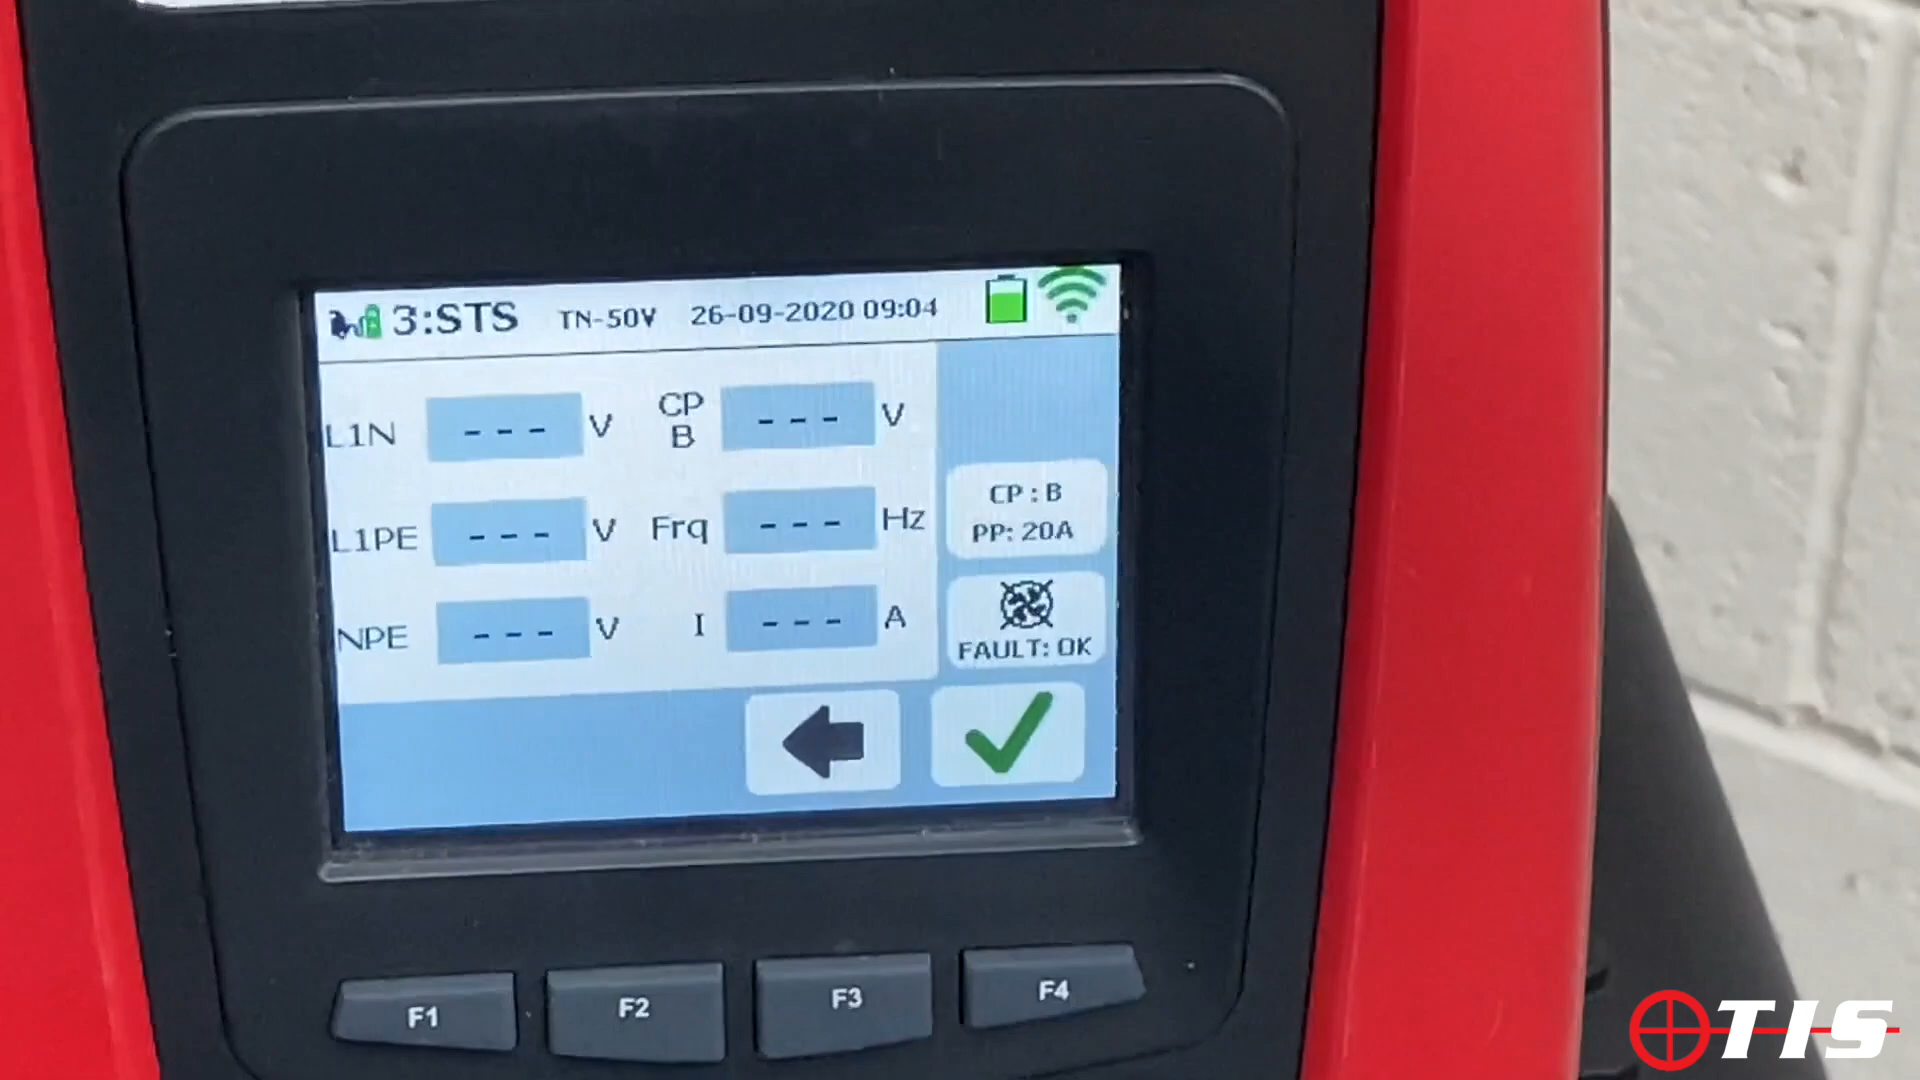 3:STS TN-50V 26-09-2020 09:04
L1N --- V CP B --- V
L1PE --- V Frq --- Hz
NPE --- V I --- A
CP : B
PP: 20A
FAULT: OK
F1 F2 F3 F4
TIS